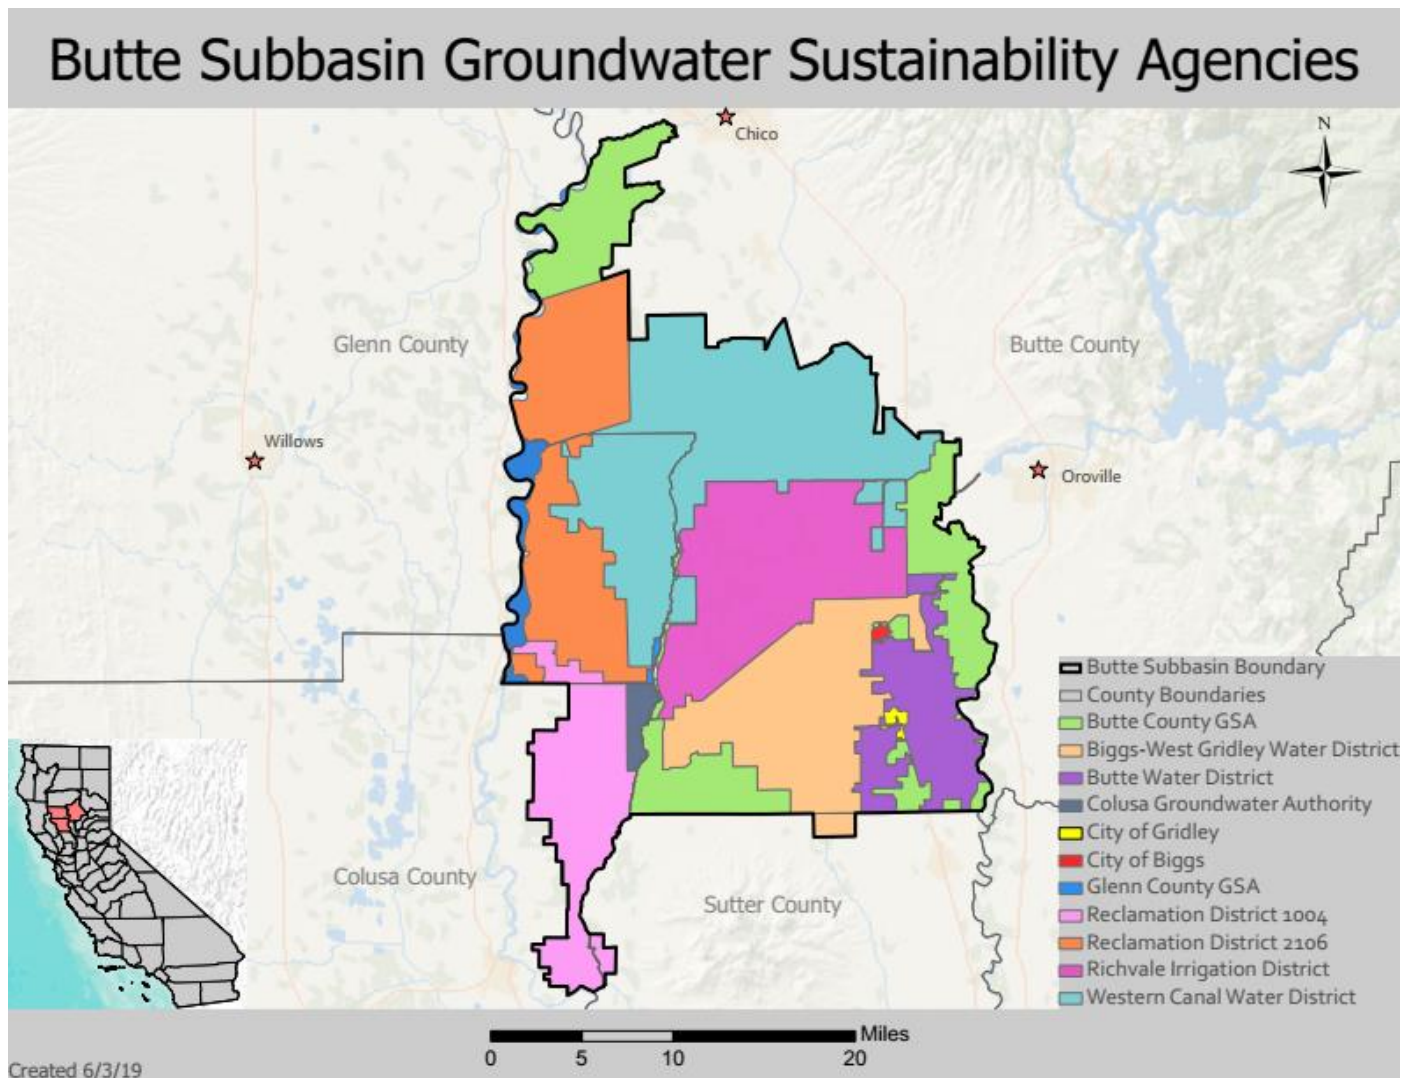 Butte Subbasin Groundwater Sustainability Agencies
Chico
N
Glenn County
Butte County
Willows
Oroville
Butte Subbasin Boundary
County Boundaries
Butte County GSA
Biggs-West Gridley Water District
Butte Water District
Colusa Groundwater Authority
City of Gridley
City of Biggs
Glenn County GSA
Reclamation District 1004
Reclamation District 2106
Richvale Irrigation District
Western Canal Water District
Colusa County
Sutter County
Miles
0 5 10 20
Created 6/3/19